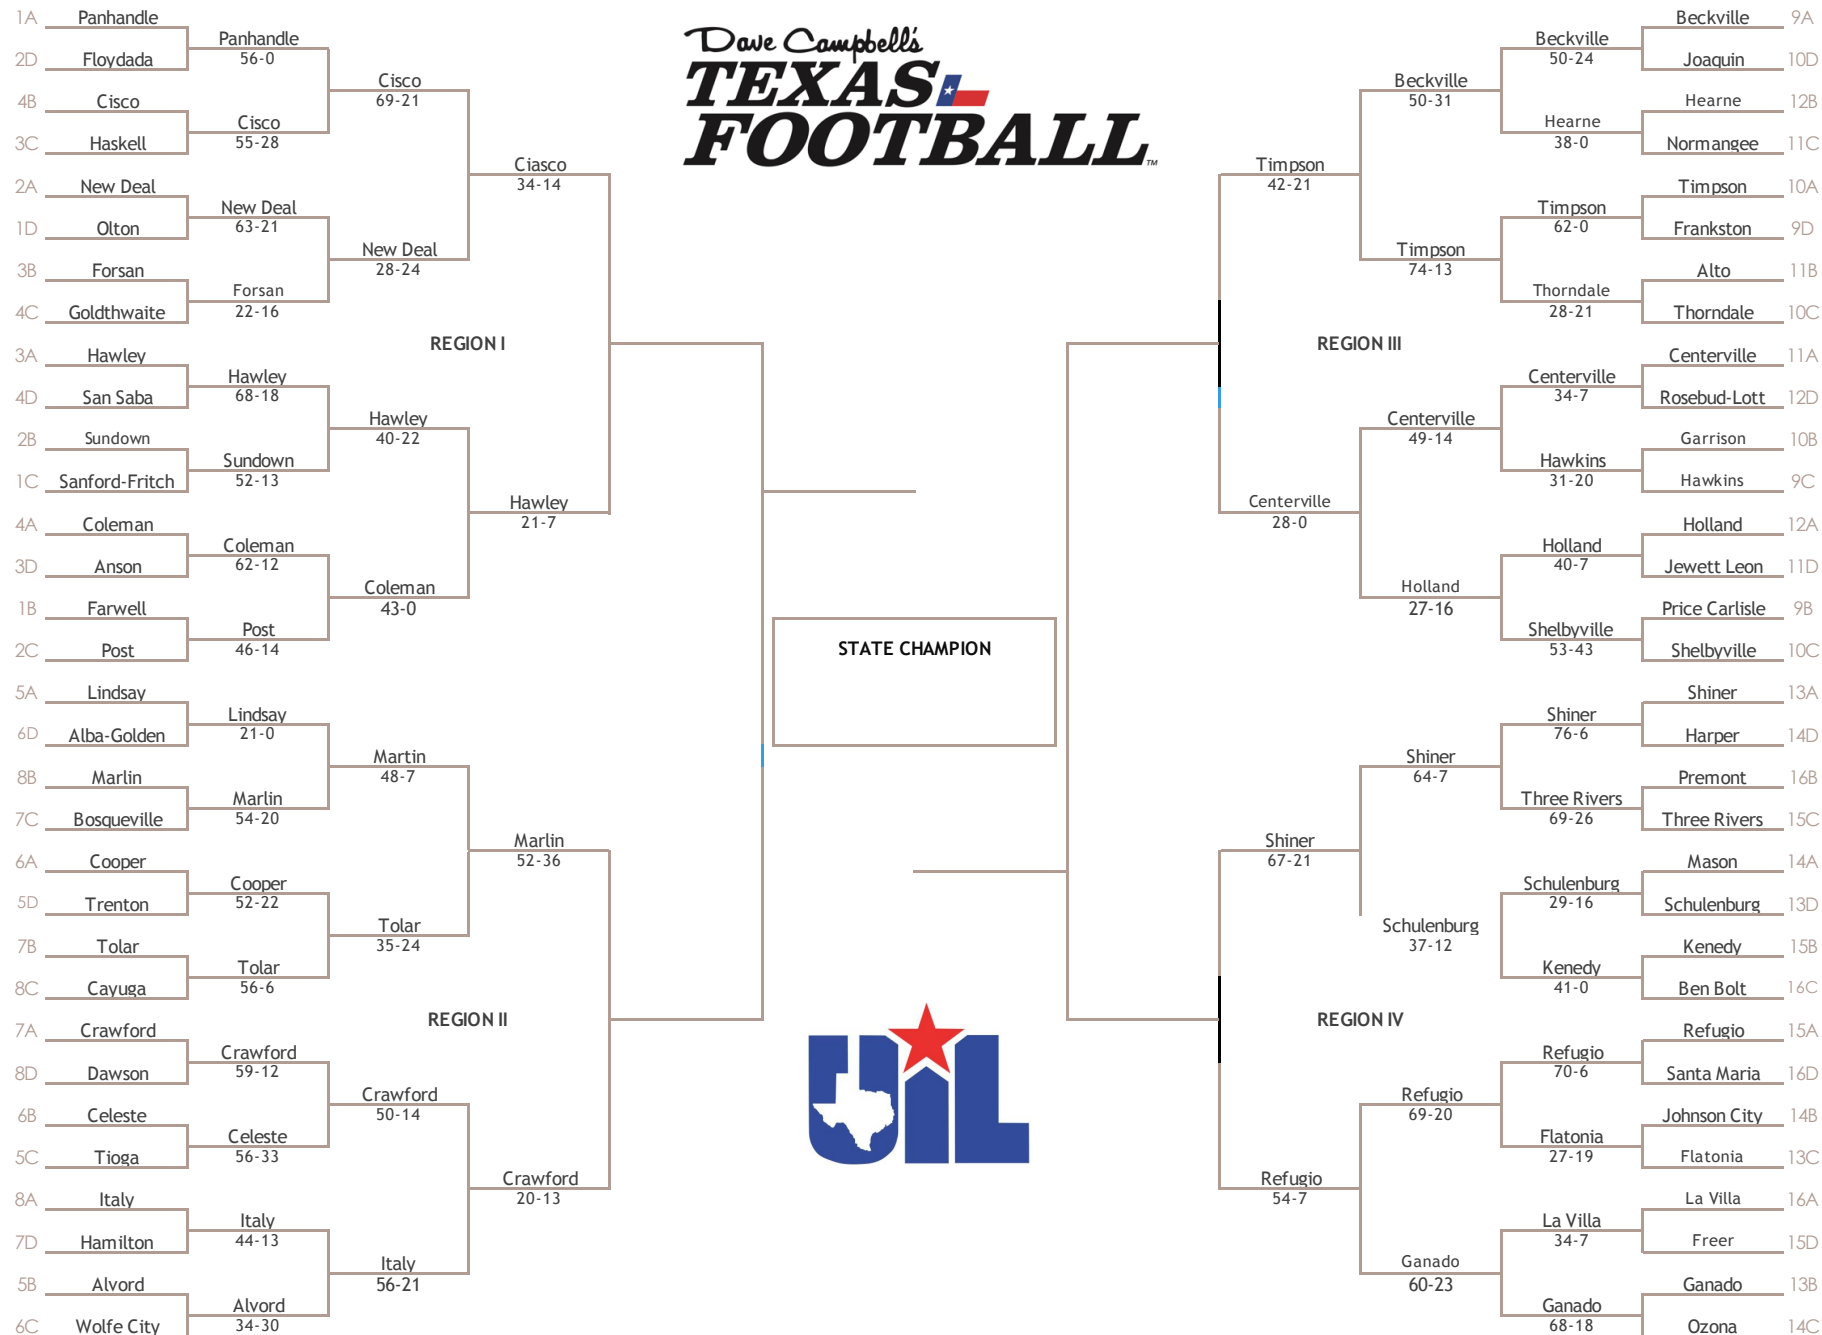 Dave Campbell's
TEXAS
FOOTBALL™
1A Panhandle
2D Floydada
4B Cisco
3C Haskell
2A New Deal
1D Olton
3B Forsan
4C Goldthwaite
3A Hawley
4D San Saba
2B Sundown
1C Sanford-Fritch
4A Coleman
3D Anson
1B Farwell
2C Post
5A Lindsay
6D Alba-Golden
8B Marlin
7C Bosqueville
6A Cooper
5D Trenton
7B Tolar
8C Cayuga
7A Crawford
8D Dawson
6B Celeste
5C Tioga
8A Italy
7D Hamilton
5B Alvord
6C Wolfe City
Panhandle
56-0
Cisco
55-28
New Deal
63-21
Forsan
22-16
Hawley
68-18
Sundown
52-13
Coleman
62-12
Post
46-14
Lindsay
21-0
Marlin
54-20
Cooper
52-22
Tolar
56-6
Crawford
59-12
Celeste
56-33
Italy
44-13
Alvord
34-30
Cisco
69-21
New Deal
28-24
Hawley
40-22
Coleman
43-0
Martin
48-7
Tolar
35-24
Crawford
50-14
Italy
56-21
Ciasco
34-14
Hawley
21-7
Marlin
52-36
Crawford
20-13
REGION I
REGION II
STATE CHAMPION
UIL
REGION III
REGION IV
Timpson
42-21
Centerville
28-0
Shiner
67-21
Refugio
54-7
Beckville
50-31
Timpson
74-13
Centerville
49-14
Holland
27-16
Shiner
64-7
Schulenburg
37-12
Refugio
69-20
Ganado
60-23
Beckville
50-24
Hearne
38-0
Timpson
62-0
Thorndale
28-21
Centerville
34-7
Hawkins
31-20
Holland
40-7
Shelbyville
53-43
Shiner
76-6
Three Rivers
69-26
Schulenburg
29-16
Kenedy
41-0
Refugio
70-6
Flatonia
27-19
La Villa
34-7
Ganado
68-18
Beckville 9A
Joaquin 10D
Hearne 12B
Normangee 11C
Timpson 10A
Frankston 9D
Alto 11B
Thorndale 10C
Centerville 11A
Rosebud-Lott 12D
Garrison 10B
Hawkins 9C
Holland 12A
Jewett Leon 11D
Price Carlisle 9B
Shelbyville 10C
Shiner 13A
Harper 14D
Premont 16B
Three Rivers 15C
Mason 14A
Schulenburg 13D
Kenedy 15B
Ben Bolt 16C
Refugio 15A
Santa Maria 16D
Johnson City 14B
Flatonia 13C
La Villa 16A
Freer 15D
Ganado 13B
Ozona 14C